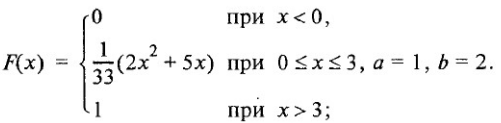 0 при x < 0,
F(x) = { 1/33 (2x² + 5x) при 0 ≤ x ≤ 3, a = 1, b = 2.
1 при x > 3;